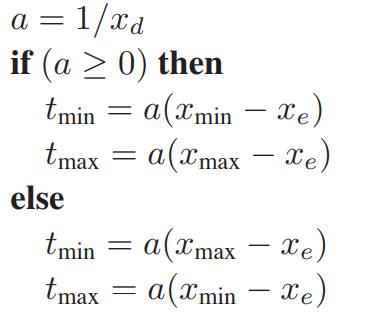 a = 1/x_d
if (a ≥ 0) then
t_min = a(x_min − x_e)
t_max = a(x_max − x_e)
else
t_min = a(x_max − x_e)
t_max = a(x_min − x_e)